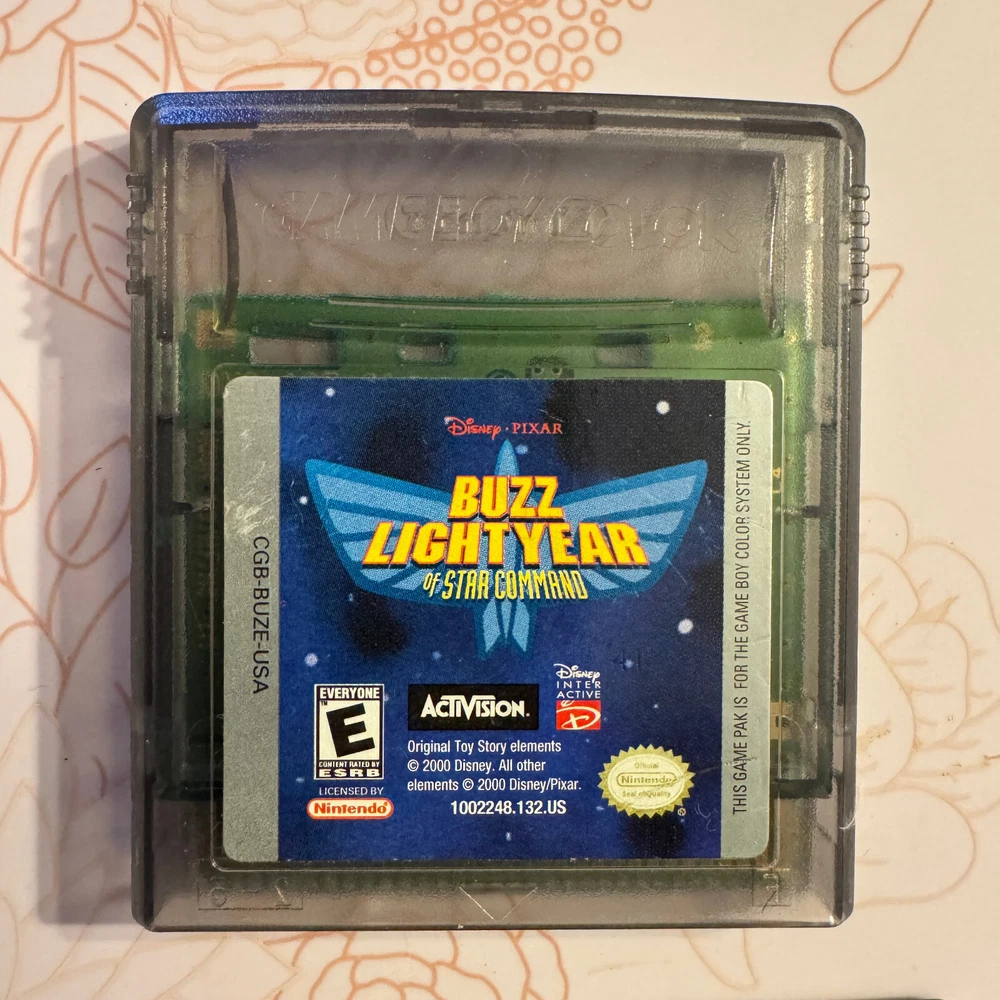 GAME BOY COLOR
Disney · PIXAR
BUZZ
LIGHTYEAR
OF STAR COMMAND
CGB-BUZE-USA
THIS GAME PAK IS FOR THE GAME BOY COLOR SYSTEM ONLY.
EVERYONE
™
E
CONTENT RATED BY
ESRB
ACTIVISION.
Disney
INTER
ACTIVE
D
Original Toy Story elements
© 2000 Disney. All other
elements © 2000 Disney/Pixar.
1002248.132.US
LICENSED BY
Nintendo®
Official
Nintendo
Seal of Quality
®